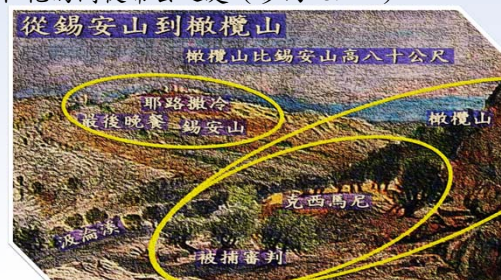 從錫安山到橄欖山
橄欖山比錫安山高八十公尺
耶路撒冷
最後晚餐 錫安山
橄欖山
克西馬尼
汲淪溪
被捕審判